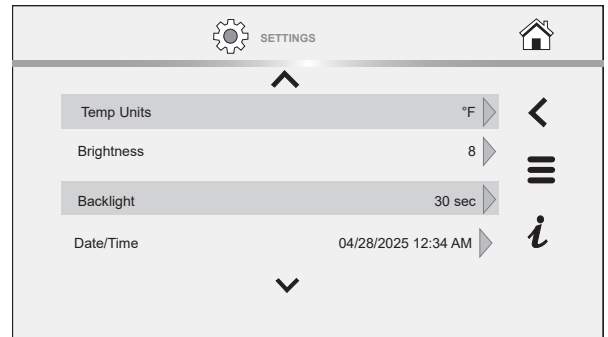 SETTINGS
Temp Units °F
Brightness 8
Backlight 30 sec
Date/Time 04/28/2025 12:34 AM
i